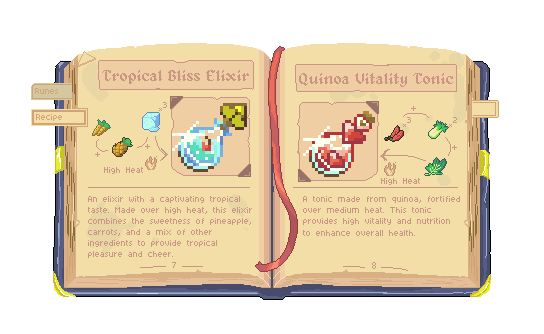 Tropical Bliss Elixir
Runes
Recipe
3
+
+
High Heat
An elixir with a captivating tropical
taste. Made over high heat, this elixir
combines the sweetness of pineapple,
carrots, and a mix of other
ingredients to provide tropical
pleasure and cheer.
7
Quinoa Vitality Tonic
+
2
+
High Heat
A tonic made from quinoa, fortified
over medium heat. This tonic
provides high vitality and nutrition
to enhance overall health.
8